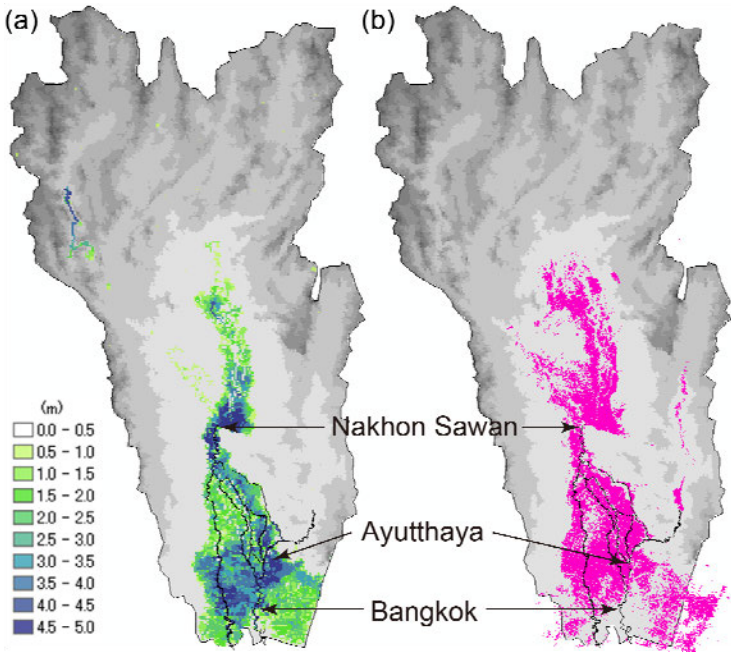 (a)
(b)
(m)
0.0 - 0.5
0.5 - 1.0
1.0 - 1.5
1.5 - 2.0
2.0 - 2.5
2.5 - 3.0
3.0 - 3.5
3.5 - 4.0
4.0 - 4.5
4.5 - 5.0
Nakhon Sawan
Ayutthaya
Bangkok